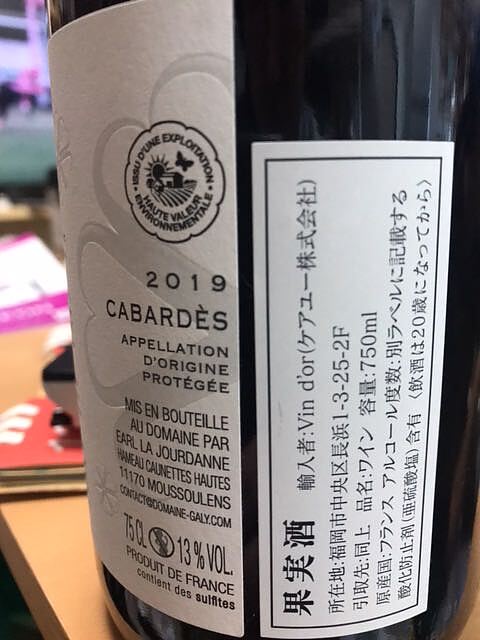 ISSU D'UNE EXPLOITATION
HAUTE VALEUR
ENVIRONNEMENTALE
2019
CABARDÈS
APPELLATION
D'ORIGINE
PROTÉGÉE
MIS EN BOUTEILLE
AU DOMAINE PAR
EARL LA JOURDANNE
HAMEAU CAUNETTES HAUTES
11170 MOUSSOULENS
CONTACT@DOMAINE-GALY.COM
75 CL 13 % VOL.
PRODUIT DE FRANCE
contient des sulfites
果実酒 輸入者:Vin d'or(ケアユー株式会社)
所在地:福岡市中央区長浜1-3-25-2F
引取先:同上 品名:ワイン 容量:750ml
原産国:フランス アルコール度数:別ラベルに記載する
酸化防止剤(亜硫酸塩)含有 〈飲酒は20歳になってから〉